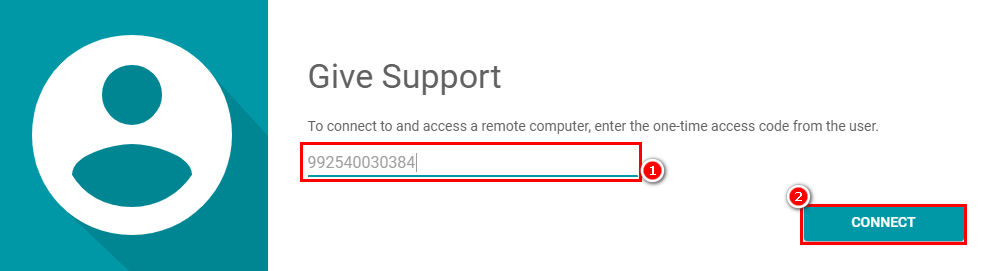 Give Support
To connect to and access a remote computer, enter the one-time access code from the user.
992540030384
1
2
CONNECT